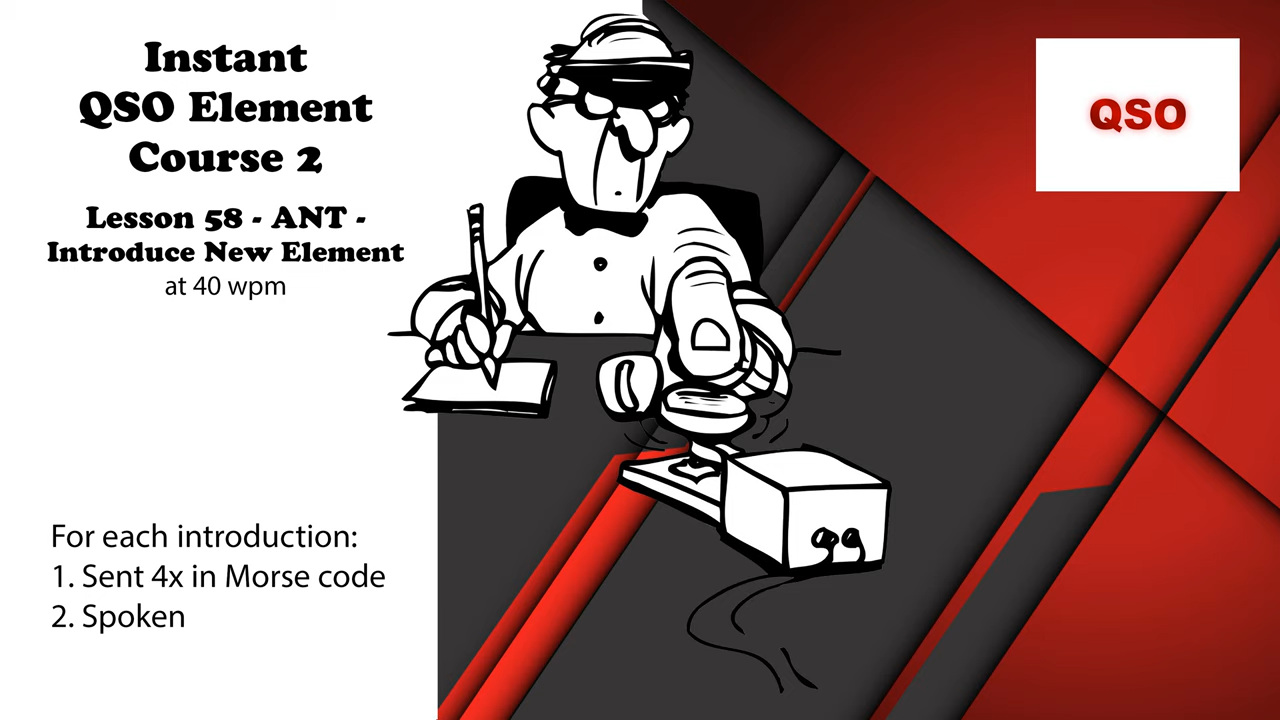 Instant
QSO Element
Course 2
Lesson 58 - ANT -
Introduce New Element
at 40 wpm
QSO
For each introduction:
1. Sent 4x in Morse code
2. Spoken